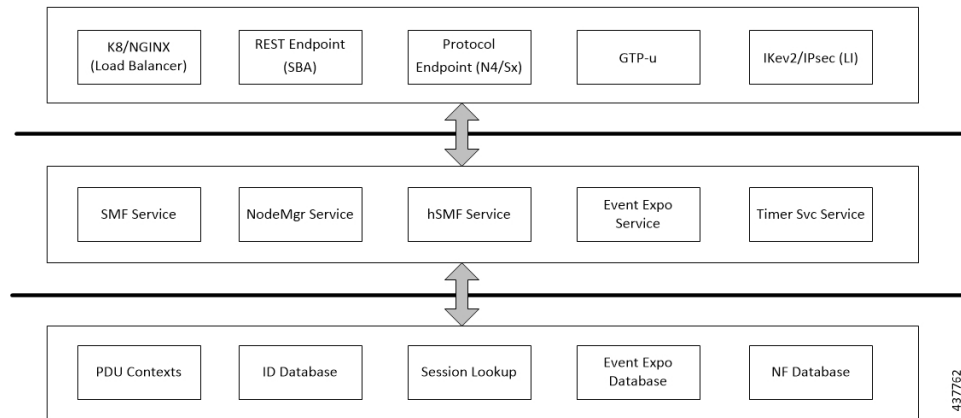 K8/NGINX
(Load Balancer)
REST Endpoint
(SBA)
Protocol
Endpoint (N4/Sx)
GTP-u
IKev2/IPsec (LI)
SMF Service
NodeMgr Service
hSMF Service
Event Expo
Service
Timer Svc Service
PDU Contexts
ID Database
Session Lookup
Event Expo
Database
NF Database
437762